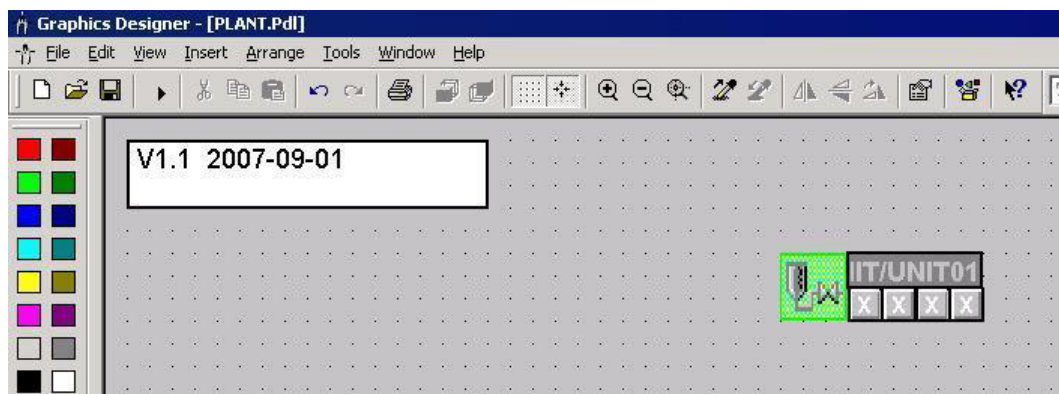 Graphics Designer - [PLANT.Pdl]
File Edit View Insert Arrange Tools Window Help
V1.1 2007-09-01
IIT/UNIT01
X X X X